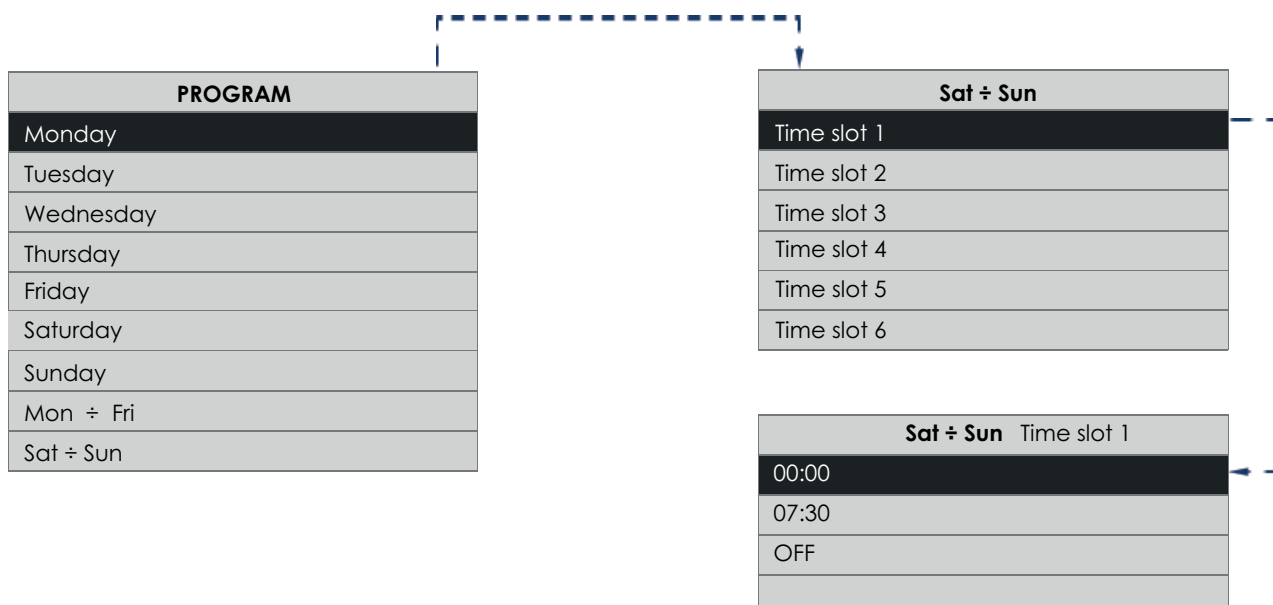 PROGRAM
Monday
Tuesday
Wednesday
Thursday
Friday
Saturday
Sunday
Mon ÷ Fri
Sat ÷ Sun
Sat ÷ Sun
Time slot 1
Time slot 2
Time slot 3
Time slot 4
Time slot 5
Time slot 6
Sat ÷ Sun Time slot 1
00:00
07:30
OFF